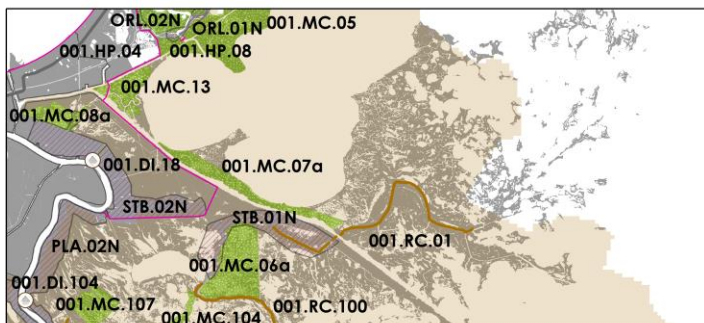 ORL.02N
ORL.01N
001.MC.05
001.HP.04
001.HP.08
001.MC.13
001.MC.08a
001.DI.18
001.MC.07a
STB.02N
STB.01N
001.RC.01
PLA.02N
001.MC.06a
001.DI.104
001.MC.107
001.RC.100
001.MC.104